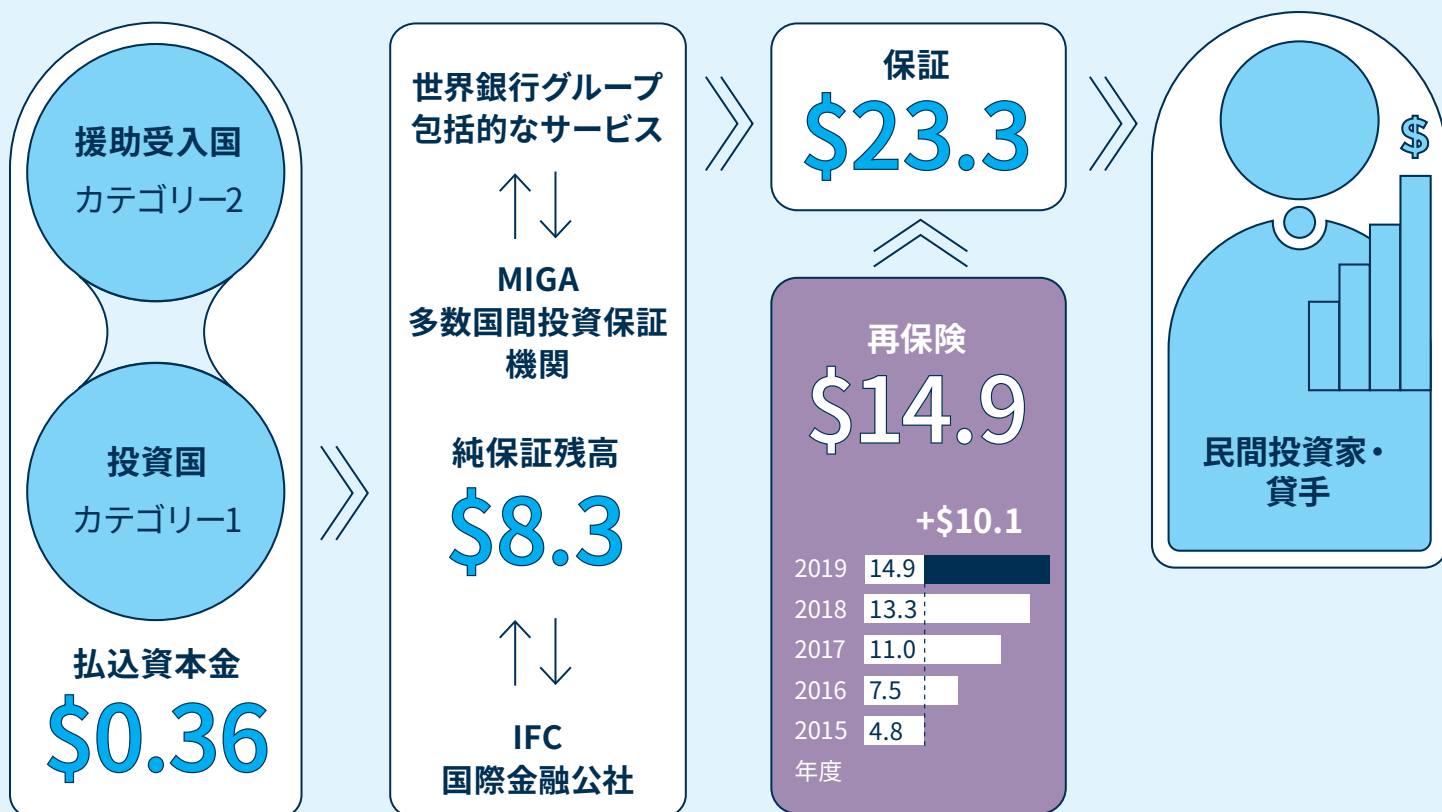 援助受入国
カテゴリー2
投資国
カテゴリー1
払込資本金
$0.36
世界銀行グループ
包括的なサービス
MIGA
多数国間投資保証
機関
純保証残高
$8.3
IFC
国際金融公社
保証
$23.3
再保険
$14.9
+$10.1
2019 14.9
2018 13.3
2017 11.0
2016 7.5
2015 4.8
年度
$
民間投資家・
貸手